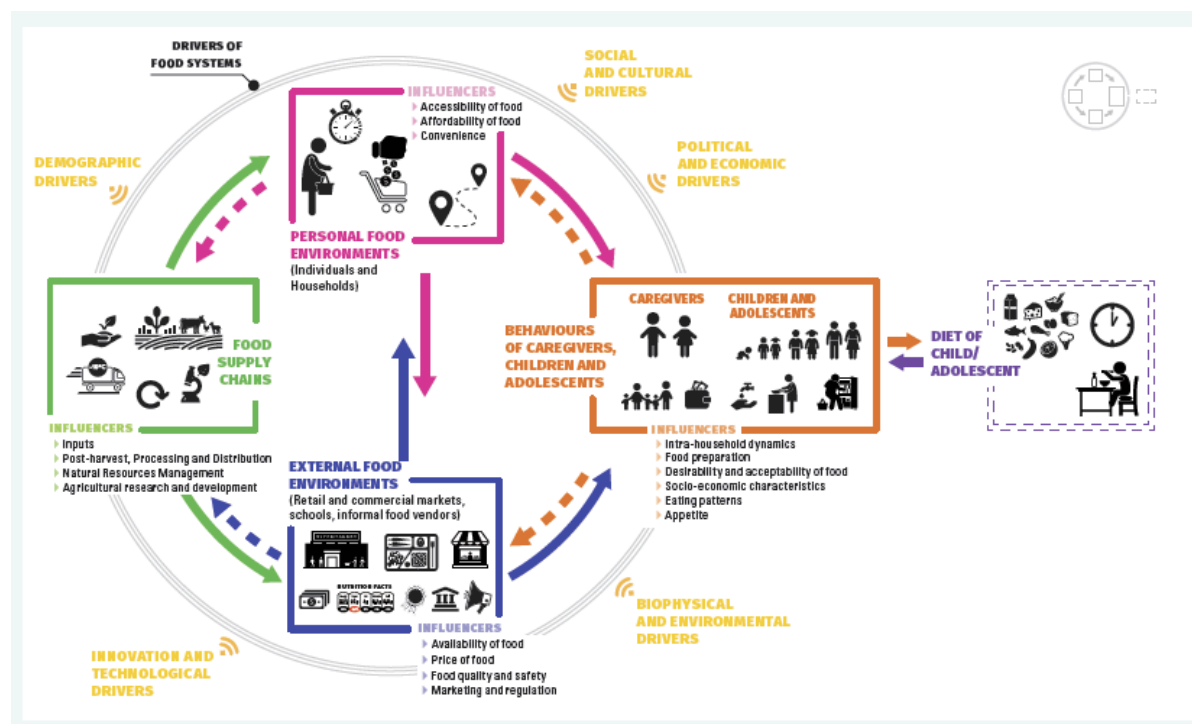 DRIVERS OF
FOOD SYSTEMS
SOCIAL
AND CULTURAL
DRIVERS
POLITICAL
AND ECONOMIC
DRIVERS
DEMOGRAPHIC
DRIVERS
INFLUENCERS
Accessibility of food
Affordability of food
Convenience
PERSONAL FOOD
ENVIRONMENTS
(Individuals and
Households)
FOOD
SUPPLY
CHAINS
INFLUENCERS
Inputs
Post-harvest, Processing and Distribution
Natural Resources Management
Agricultural research and development
BEHAVIOURS
OF CAREGIVERS,
CHILDREN AND
ADOLESCENTS
CAREGIVERS
CHILDREN AND
ADOLESCENTS
INFLUENCERS
Intra-household dynamics
Food preparation
Desirability and acceptability of food
Socio-economic characteristics
Eating patterns
Appetite
DIET OF
CHILD/
ADOLESCENT
EXTERNAL FOOD
ENVIRONMENTS
(Retail and commercial markets,
schools, informal food vendors)
NUTRITION FACTS
INFLUENCERS
Availability of food
Price of food
Food quality and safety
Marketing and regulation
BIOPHYSICAL
AND ENVIRONMENTAL
DRIVERS
INNOVATION AND
TECHNOLOGICAL
DRIVERS